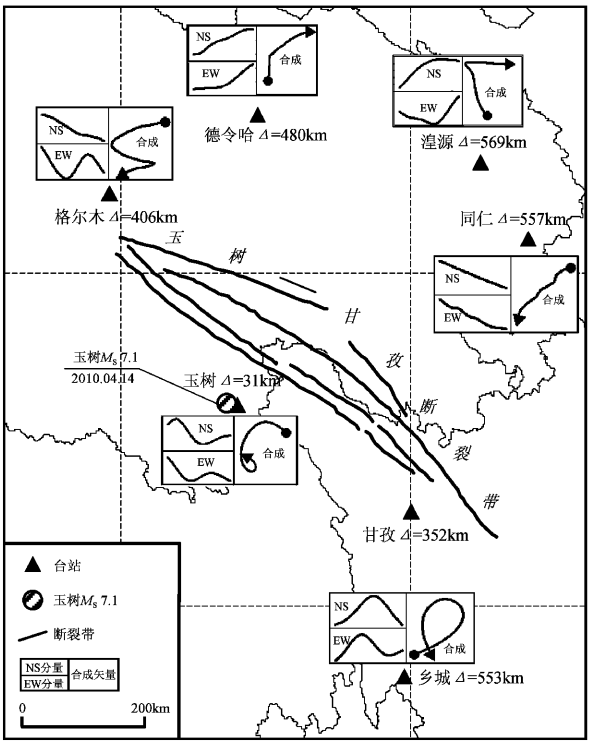 NS
EW
合成
德令哈 Δ=480km
NS
EW
合成
湟源 Δ=569km
NS
EW
合成
格尔木 Δ=406km
同仁 Δ=557km
NS
EW
合成
玉树甘孜断裂带
玉树MS 7.1
2010.04.14
玉树 Δ=31km
NS
EW
合成
甘孜 Δ=352km
NS
EW
合成
乡城 Δ=553km
台站
玉树MS 7.1
断裂带
NS分量
EW分量
合成矢量
0 200km